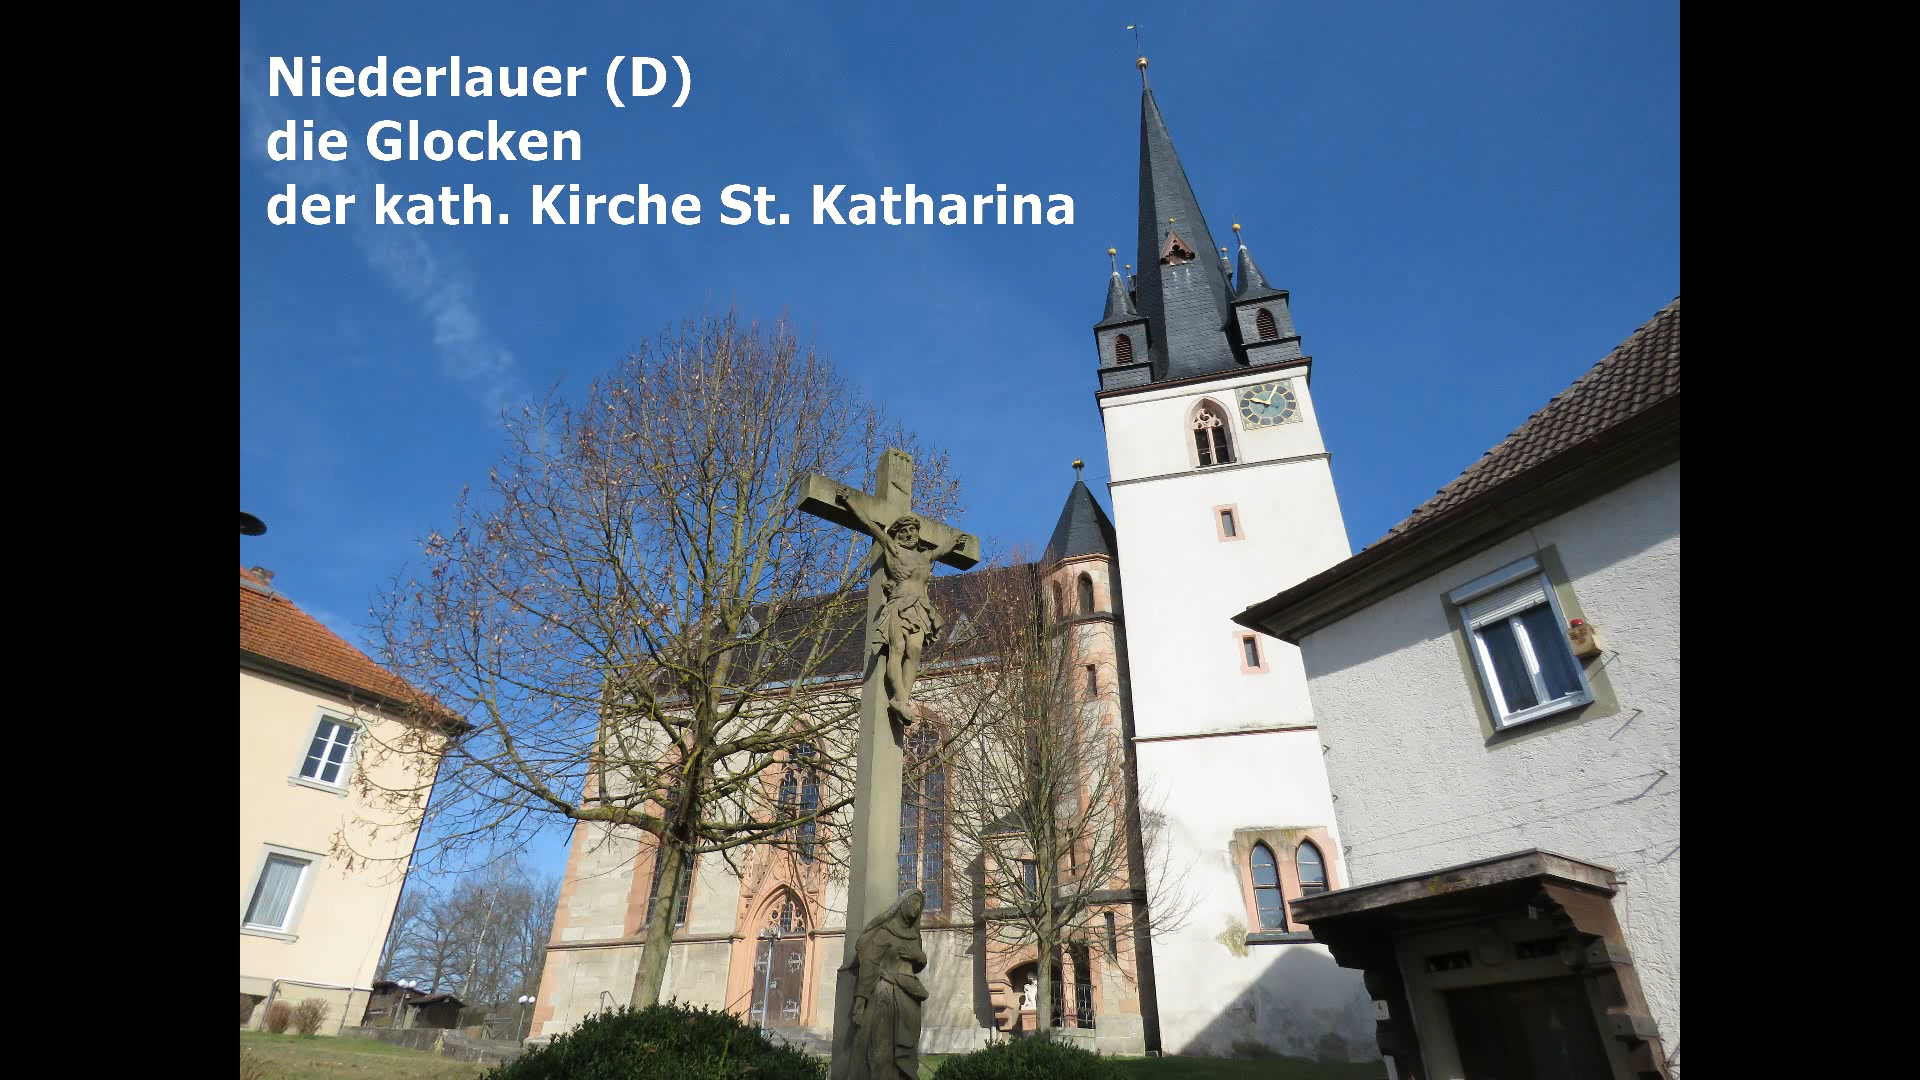 Niederlauer (D)
die Glocken
der kath. Kirche St. Katharina